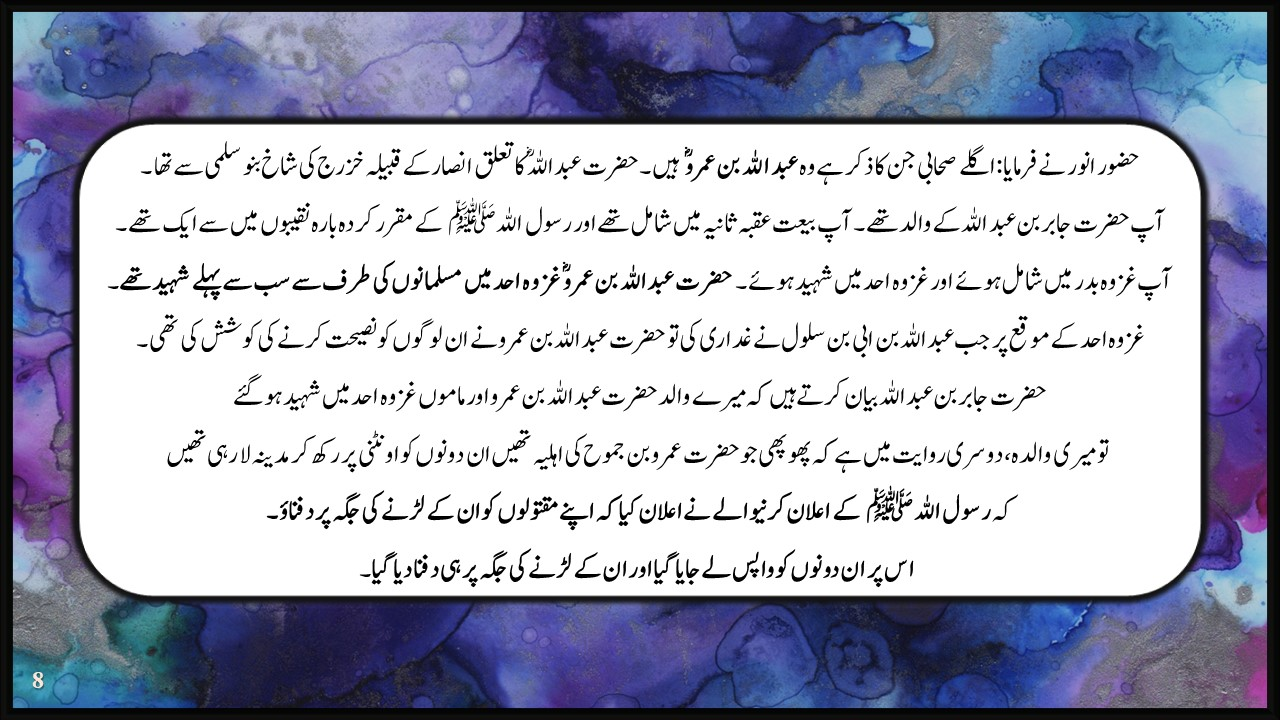 حضور انور نے فرمایا: اگلے صحابی جن کا ذکر ہے وہ عبد اللہ بن عمروؓ ہیں۔ حضرت عبد اللہؓ کا تعلق انصار کے قبیلہ خزرج کی شاخ بنو سلمی سے تھا۔
آپ حضرت جابر بن عبد اللہ کے والد تھے۔ آپ بیعت عقبہ ثانیہ میں شامل تھے اور رسول اللہ ﷺ کے مقرر کردہ بارہ نقیبوں میں سے ایک تھے۔
آپ غزوہ بدر میں شامل ہوئے اور غزوہ احد میں شہید ہوئے۔ حضرت عبد اللہ بن عمروؓ غزوہ احد میں مسلمانوں کی طرف سے سب سے پہلے شہید تھے۔
غزوہ احد کے موقع پر جب عبد اللہ بن ابی بن سلول نے غداری کی تو حضرت عبد اللہ بن عمرو نے ان لوگوں کو نصیحت کرنے کی کوشش کی تھی۔
حضرت جابر بن عبد اللہ بیان کرتے ہیں کہ میرے والد حضرت عبد اللہ بن عمرو اور ماموں غزوہ احد میں شہید ہو گئے
تو میری والدہ، دوسری روایت میں ہے کہ پھوپھی جو حضرت عمرو بن جموح کی اہلیہ تھیں ان دونوں کو اونٹنی پر رکھ کر مدینہ لا رہی تھیں
کہ رسول اللہ ﷺ کے اعلان کرنیوالے نے اعلان کیا کہ اپنے مقتولوں کو ان کے لڑنے کی جگہ پر دفناؤ۔
اس پر ان دونوں کو واپس لے جایا گیا اور ان کے لڑنے کی جگہ پر ہی دفنا دیا گیا۔
8